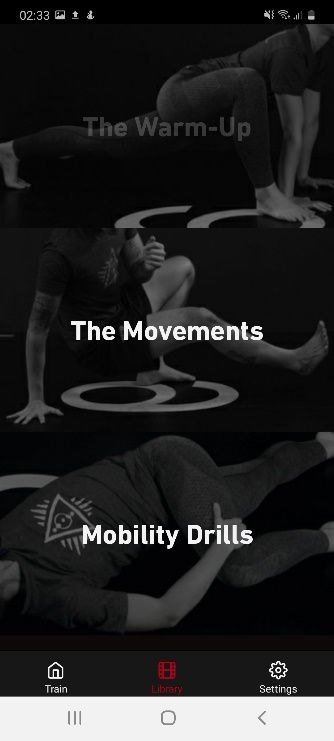 02:33
The Warm-Up
The Movements
Mobility Drills
Train
Library
Settings